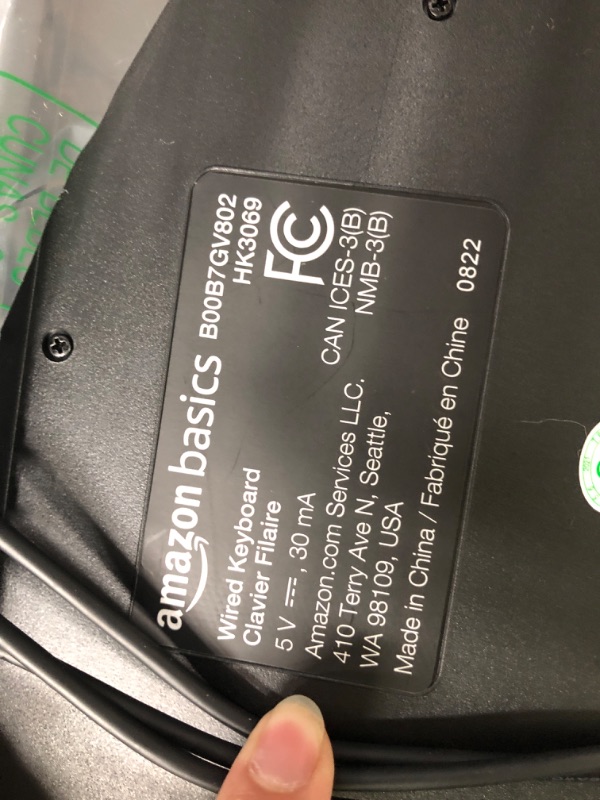 amazon basics
B00B7GV802
HK3069
Wired Keyboard
Clavier Filaire
FC
5 V ⎓, 30 mA
CAN ICES-3(B)
NMB-3(B)
Amazon.com Services LLC.
410 Terry Ave N, Seattle,
WA 98109, USA
Made in China / Fabriqué en Chine 0822